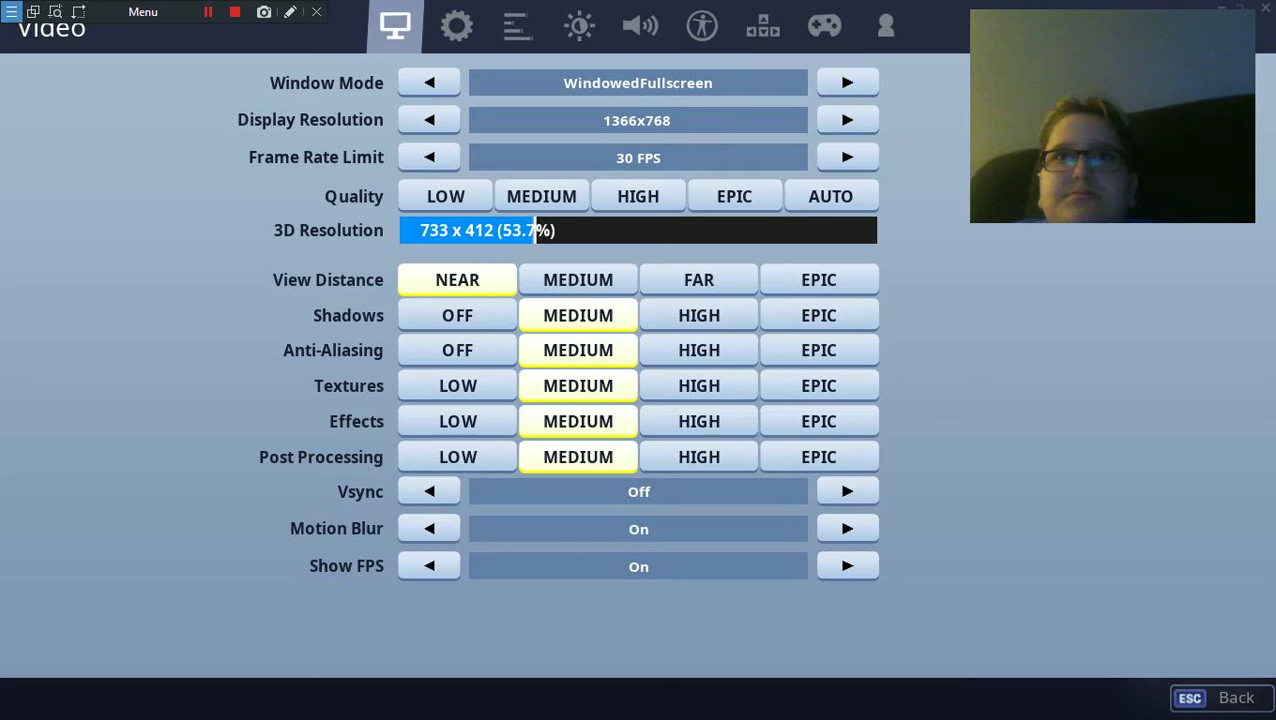 Menu
Video
Window Mode WindowedFullscreen
Display Resolution 1366x768
Frame Rate Limit 30 FPS
Quality LOW MEDIUM HIGH EPIC AUTO
3D Resolution 733 x 412 (53.7%)
View Distance NEAR MEDIUM FAR EPIC
Shadows OFF MEDIUM HIGH EPIC
Anti-Aliasing OFF MEDIUM HIGH EPIC
Textures LOW MEDIUM HIGH EPIC
Effects LOW MEDIUM HIGH EPIC
Post Processing LOW MEDIUM HIGH EPIC
Vsync Off
Motion Blur On
Show FPS On
ESC Back